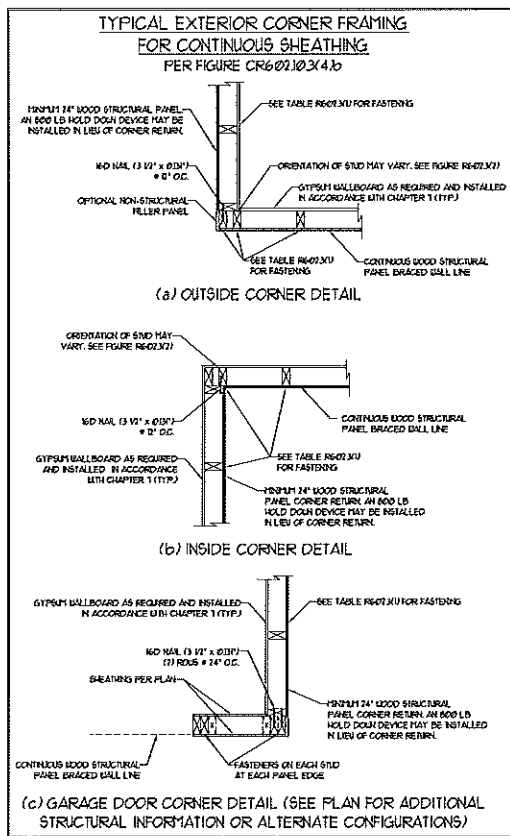 TYPICAL EXTERIOR CORNER FRAMING
FOR CONTINUOUS SHEATHING
PER FIGURE CR602.10.3(4)b
MINIMUM 24" WOOD STRUCTURAL PANEL.
AN 800 LB HOLD DOWN DEVICE MAY BE
INSTALLED IN LIEU OF CORNER RETURN.
SEE TABLE R602.3(1) FOR FASTENING
16D NAIL (3 1/2" x 0.131")
@ 12" O.C.
ORIENTATION OF STUD MAY VARY. SEE FIGURE R602.3(2)
GYPSUM WALLBOARD AS REQUIRED AND INSTALLED
IN ACCORDANCE WITH CHAPTER 7 (TYP.)
OPTIONAL NON-STRUCTURAL
FILLER PANEL
SEE TABLE R602.3(1)
FOR FASTENING
CONTINUOUS WOOD STRUCTURAL
PANEL BRACED WALL LINE
(a) OUTSIDE CORNER DETAIL
ORIENTATION OF STUD MAY
VARY. SEE FIGURE R602.3(2)
16D NAIL (3 1/2" x 0.131")
@ 12" O.C.
CONTINUOUS WOOD STRUCTURAL
PANEL BRACED WALL LINE
GYPSUM WALLBOARD AS REQUIRED
AND INSTALLED IN ACCORDANCE
WITH CHAPTER 7 (TYP.)
SEE TABLE R602.3(1)
FOR FASTENING
MINIMUM 24" WOOD STRUCTURAL
PANEL CORNER RETURN. AN 800 LB
HOLD DOWN DEVICE MAY BE INSTALLED
IN LIEU OF CORNER RETURN.
(b) INSIDE CORNER DETAIL
GYPSUM WALLBOARD AS REQUIRED AND INSTALLED
IN ACCORDANCE WITH CHAPTER 7 (TYP.)
SEE TABLE R602.3(1) FOR FASTENING
16D NAIL (3 1/2" x 0.131")
(2) ROWS @ 24" O.C.
SHEATHING PER PLAN
MINIMUM 24" WOOD STRUCTURAL
PANEL CORNER RETURN. AN 800 LB
HOLD DOWN DEVICE MAY BE INSTALLED
IN LIEU OF CORNER RETURN.
CONTINUOUS WOOD STRUCTURAL
PANEL BRACED WALL LINE
FASTENERS ON EACH STUD
AT EACH PANEL EDGE
(c) GARAGE DOOR CORNER DETAIL (SEE PLAN FOR ADDITIONAL
STRUCTURAL INFORMATION OR ALTERNATE CONFIGURATIONS)